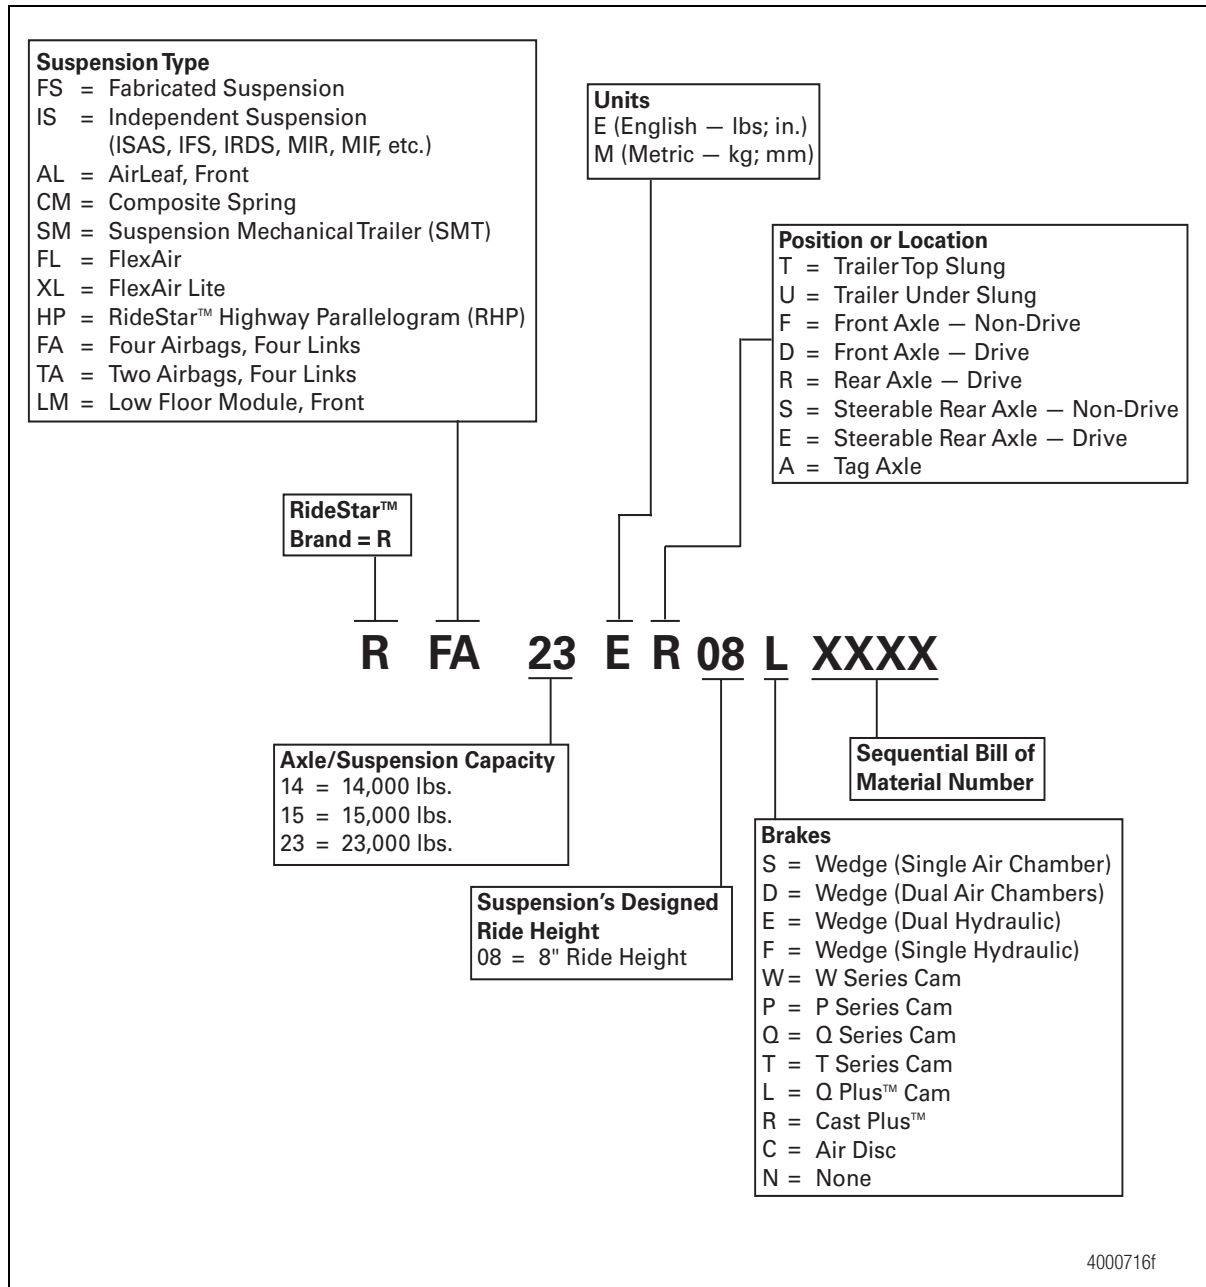 Suspension Type
FS = Fabricated Suspension
IS = Independent Suspension
(ISAS, IFS, IRDS, MIR, MIF, etc.)
AL = AirLeaf, Front
CM = Composite Spring
SM = Suspension Mechanical Trailer (SMT)
FL = FlexAir
XL = FlexAir Lite
HP = RideStar™ Highway Parallelogram (RHP)
FA = Four Airbags, Four Links
TA = Two Airbags, Four Links
LM = Low Floor Module, Front
Units
E (English — lbs; in.)
M (Metric — kg; mm)
Position or Location
T = Trailer Top Slung
U = Trailer Under Slung
F = Front Axle — Non-Drive
D = Front Axle — Drive
R = Rear Axle — Drive
S = Steerable Rear Axle — Non-Drive
E = Steerable Rear Axle — Drive
A = Tag Axle
RideStar™
Brand = R
R FA 23 E R 08 L XXXX
Axle/Suspension Capacity
14 = 14,000 lbs.
15 = 15,000 lbs.
23 = 23,000 lbs.
Suspension's Designed
Ride Height
08 = 8" Ride Height
Sequential Bill of
Material Number
Brakes
S = Wedge (Single Air Chamber)
D = Wedge (Dual Air Chambers)
E = Wedge (Dual Hydraulic)
F = Wedge (Single Hydraulic)
W = W Series Cam
P = P Series Cam
Q = Q Series Cam
T = T Series Cam
L = Q Plus™ Cam
R = Cast Plus™
C = Air Disc
N = None
4000716f